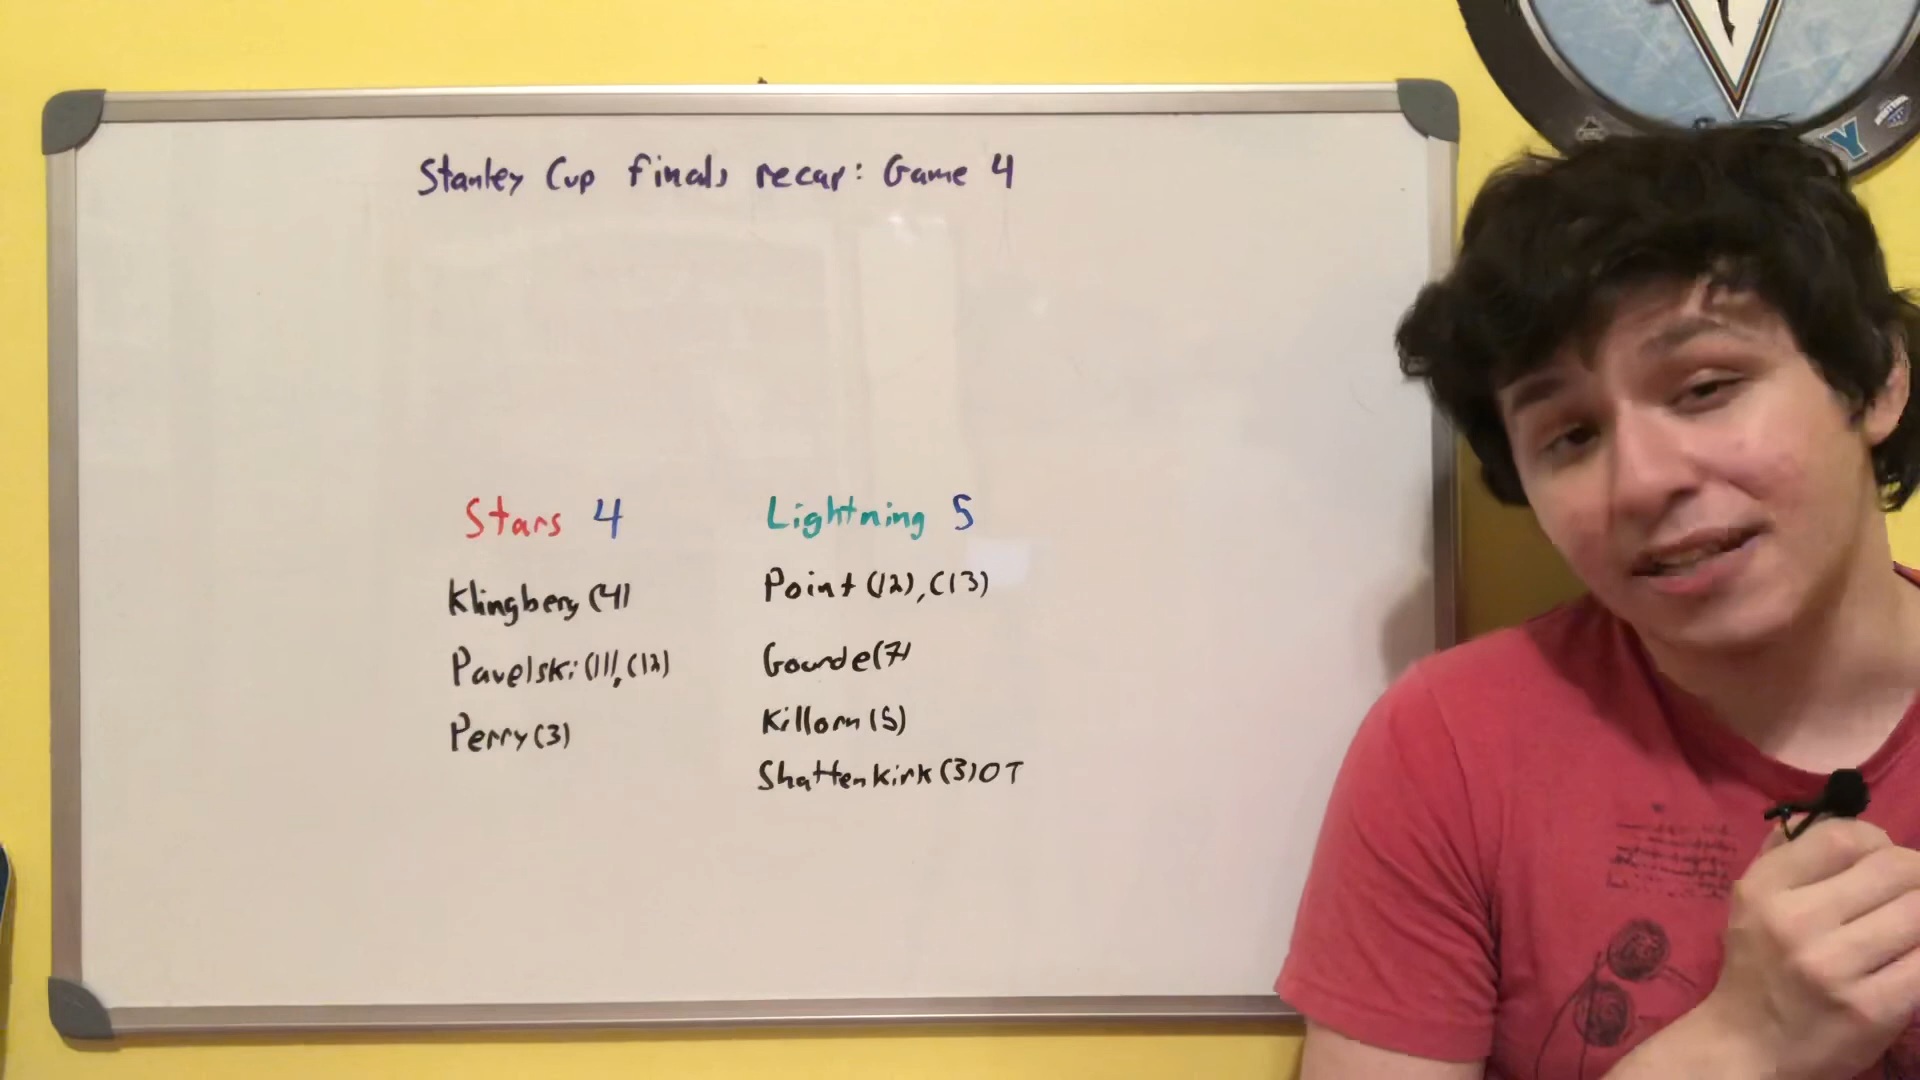 Stanley Cup finals recap: Game 4
Stars 4
Klingberg (4)
Pavelski (11), (12)
Perry (3)
Lightning 5
Point (12), (13)
Gourde (7)
Killorn (5)
Shattenkirk (3) OT
Y